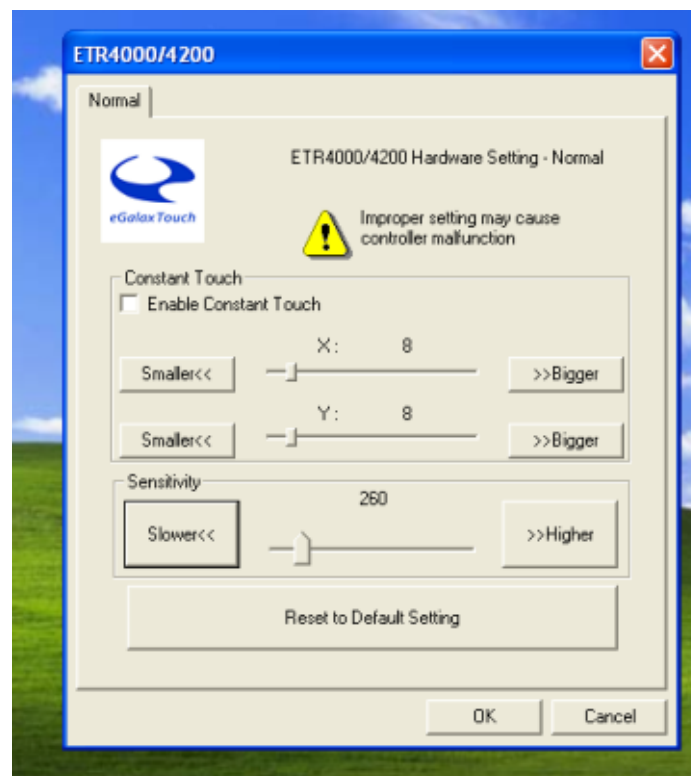 ETR4000/4200
Normal
ETR4000/4200 Hardware Setting - Normal
eGalaxTouch
Improper setting may cause
controller malfunction
Constant Touch
Enable Constant Touch
X: 8
Smaller<< >>Bigger
Y: 8
Smaller<< >>Bigger
Sensitivity
260
Slower<< >>Higher
Reset to Default Setting
OK Cancel